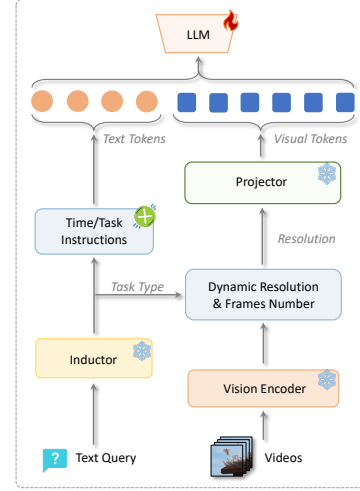 LLM
Text Tokens
Visual Tokens
Projector
Time/Task
Instructions
Resolution
Task Type
Dynamic Resolution
& Frames Number
Inductor
Vision Encoder
?
Text Query
Videos